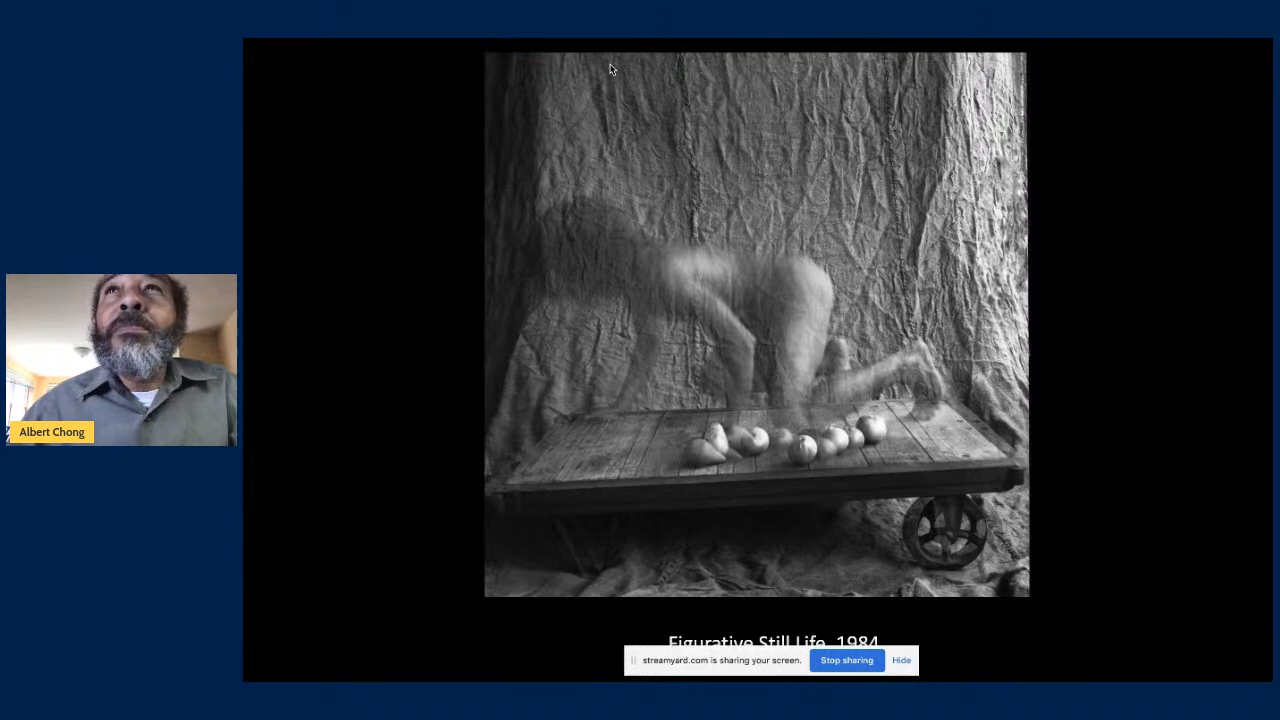 Albert Chong
Figurative Still Life, 1984
streamyard.com is sharing your screen.
Stop sharing
Hide